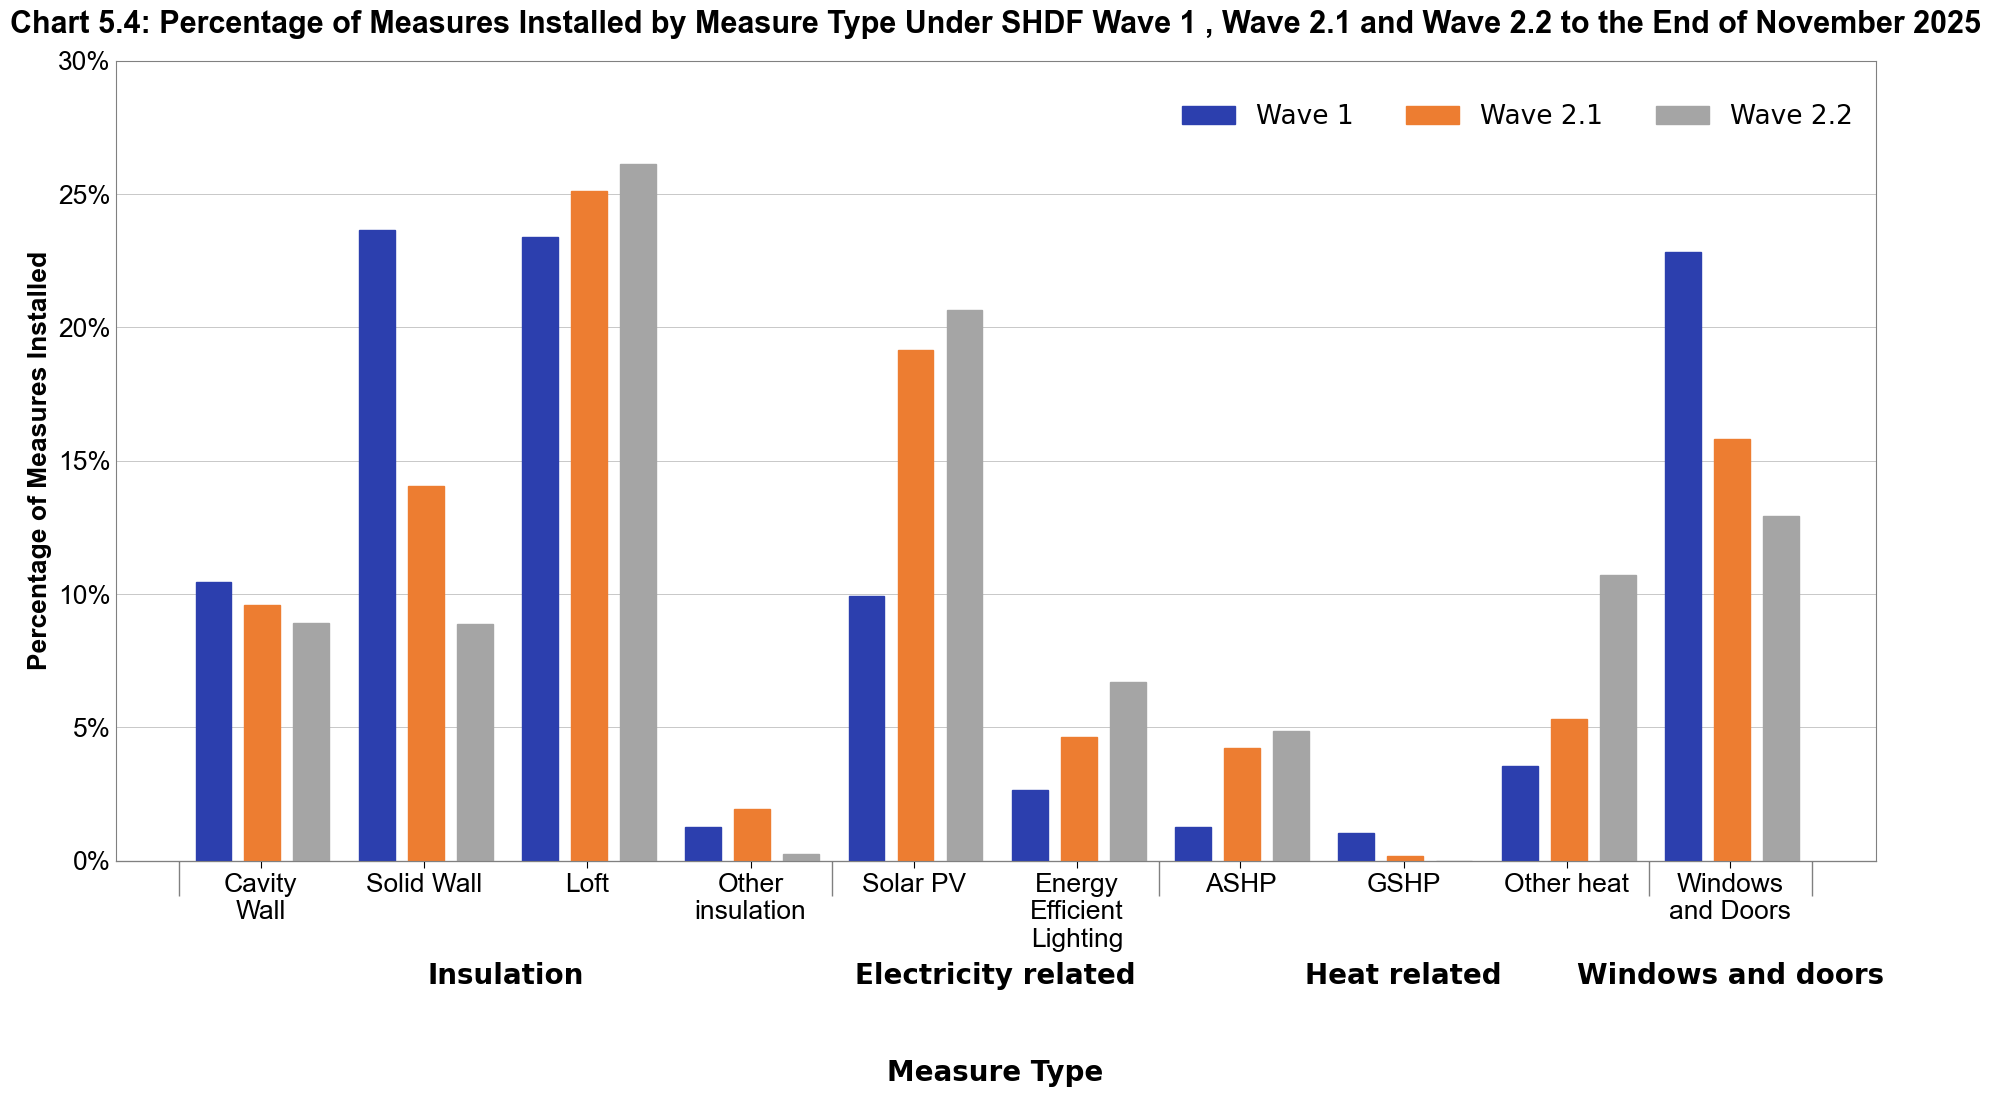 Chart 5.4: Percentage of Measures Installed by Measure Type Under SHDF Wave 1 , Wave 2.1 and Wave 2.2 to the End of November 2025
30%
25%
20%
15%
10%
5%
0%
Percentage of Measures Installed
Wave 1
Wave 2.1
Wave 2.2
Cavity
Wall
Solid Wall
Loft
Other
insulation
Solar PV
Energy
Efficient
Lighting
ASHP
GSHP
Other heat
Windows
and Doors
Insulation
Electricity related
Heat related
Windows and doors
Measure Type